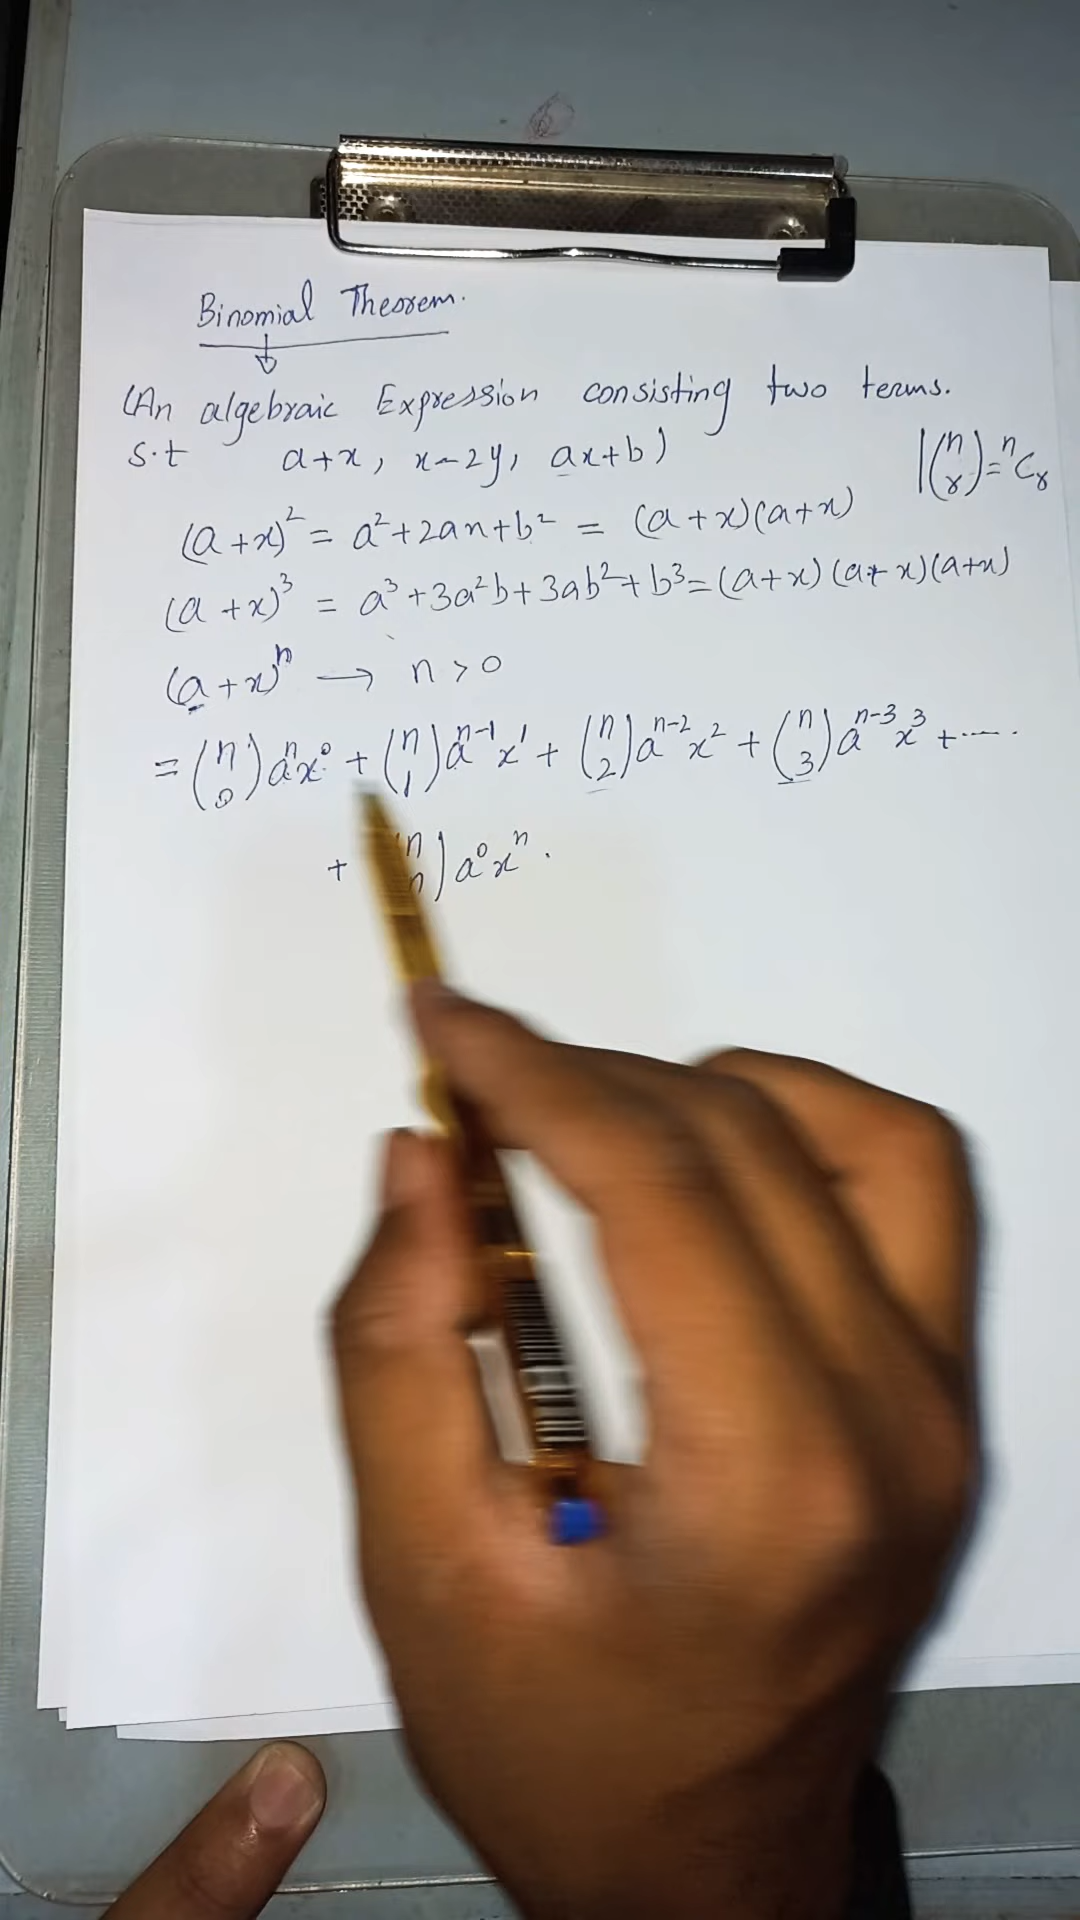 Binomial Theorem.
(An algebraic Expression consisting two terms.
s.t a+x, x-2y, ax+b)
(n r) = ⁿCᵣ
(a+x)² = a²+2ax+b² = (a+x)(a+x)
(a+x)³ = a³+3a²b+3ab²+b³ = (a+x)(a+x)(a+x)
(a+x)ⁿ → n>0
= (n 0)aⁿx⁰ + (n 1)aⁿ⁻¹x¹ + (n 2)aⁿ⁻²x² + (n 3)aⁿ⁻³x³ + ....
+ (n n)a⁰xⁿ.